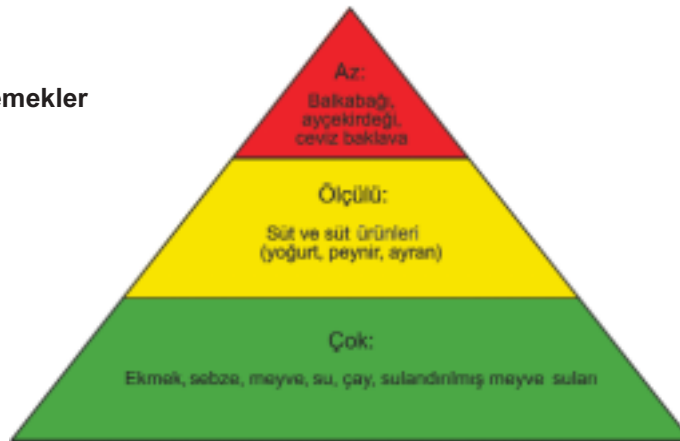 emekler
Az:
Balkabağı,
ayçekirdeği,
ceviz baklava
Ölçülü:
Süt ve süt ürünleri
(yoğurt, peynir, ayran)
Çok:
Ekmek, sebze, meyve, su, çay, sulandırılmış meyve suları